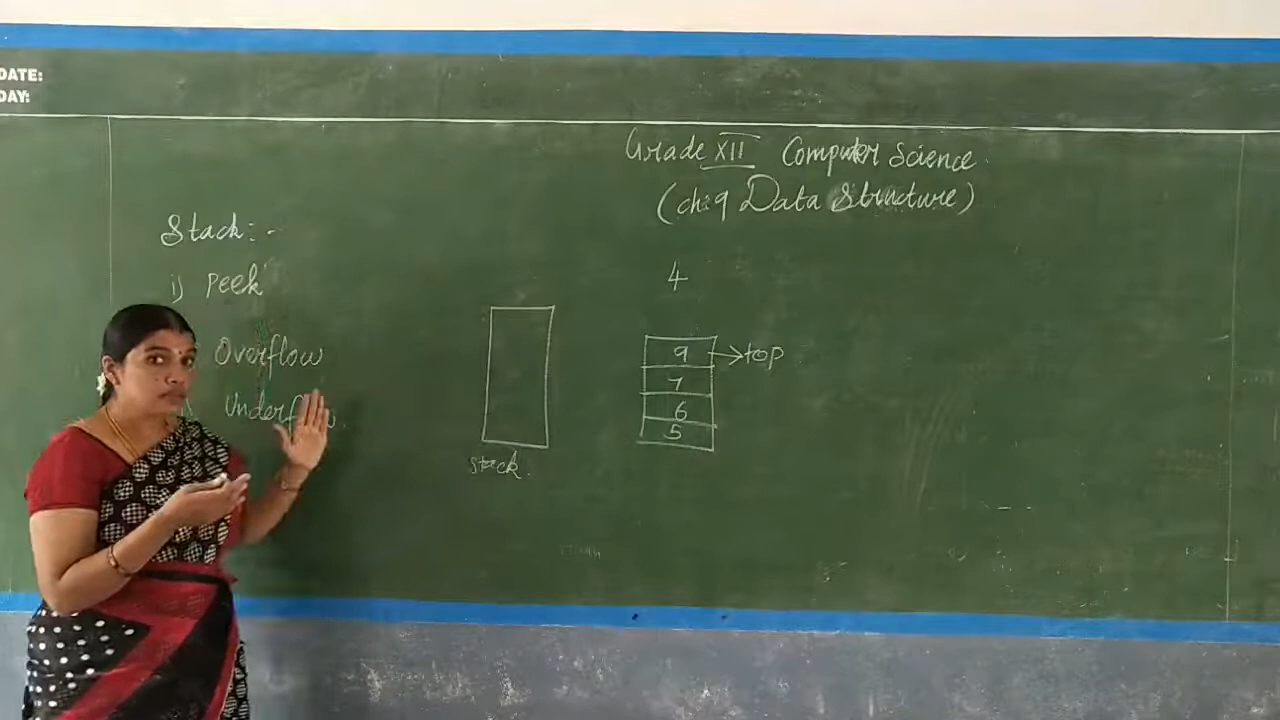 DATE:
DAY:
Grade XII Computer Science
(ch:9 Data Structure)
Stack:-
i) Peek
Overflow
Underflow
4
9 → top
7
6
5
stack.